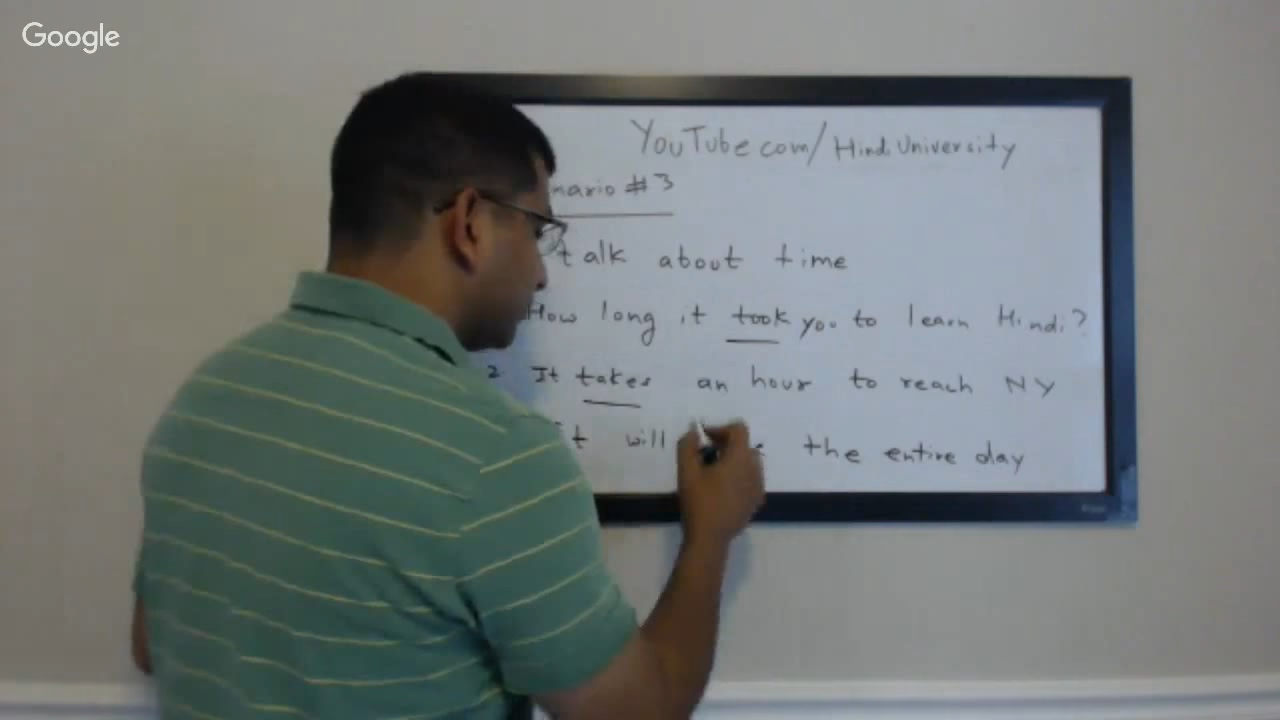 Google
YouTube.com/HindiUniversity
nario #3
talk about time
How long it took you to learn Hindi?
2 It takes an hour to reach NY
will the entire day